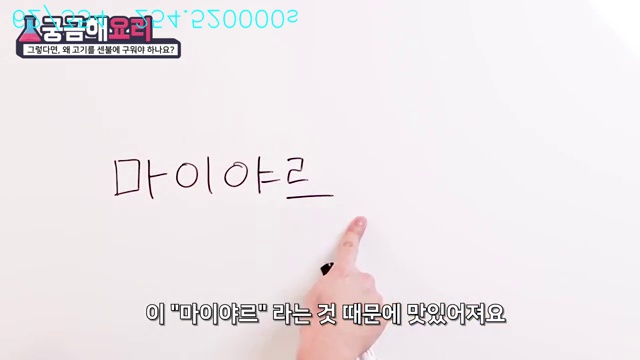 궁금해요리
그렇다면, 왜 고기를 센불에 구워야 하나요?
마이야르
이 "마이야르" 라는 것 때문에 맛있어져요